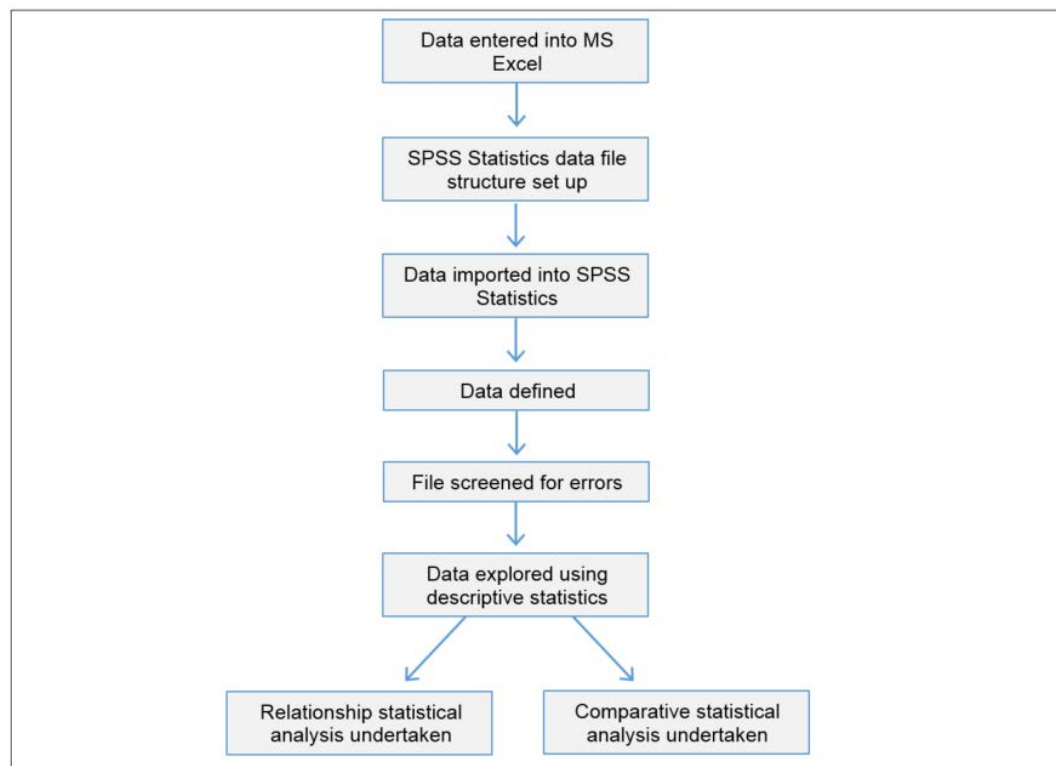 Data entered into MS
Excel
SPSS Statistics data file
structure set up
Data imported into SPSS
Statistics
Data defined
File screened for errors
Data explored using
descriptive statistics
Relationship statistical
analysis undertaken
Comparative statistical
analysis undertaken